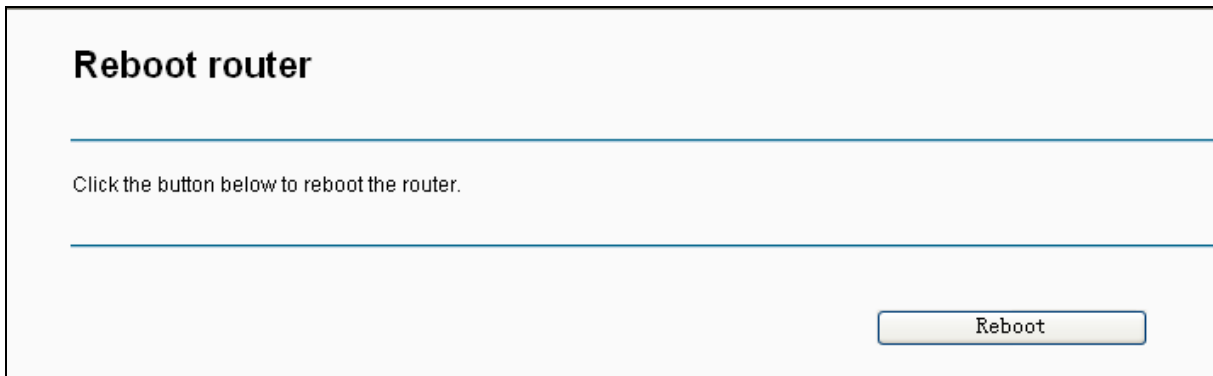 Reboot router
Click the button below to reboot the router.
Reboot